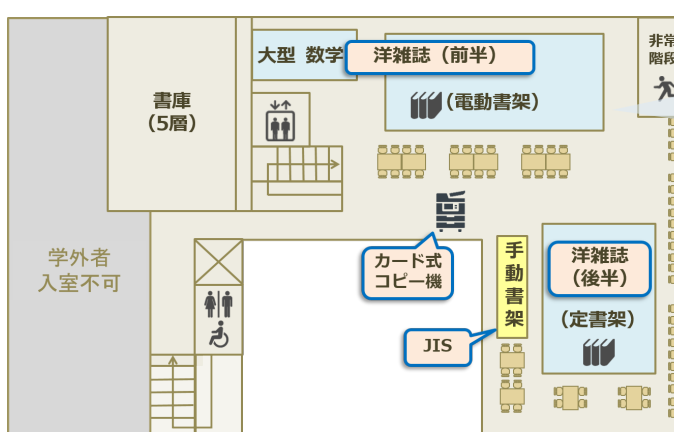 大型 数学
洋雑誌（前半）
非常
階段
書庫
（5層）
（電動書架）
学外者
入室不可
カード式
コピー機
手動書架
洋雑誌
（後半）
（定書架）
JIS